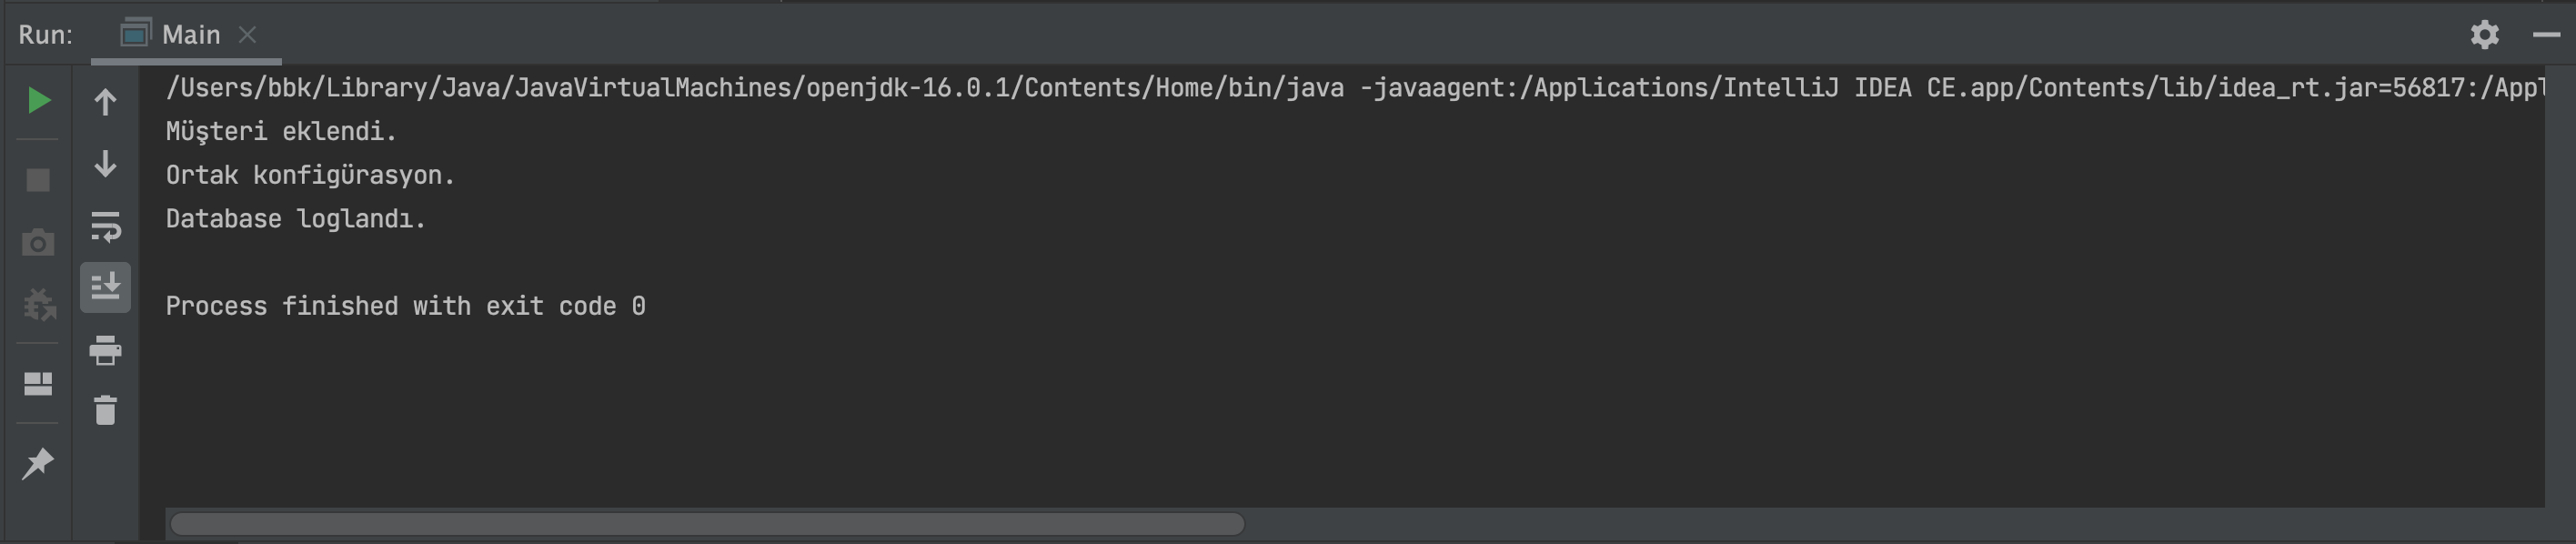 Run: Main
/Users/bbk/Library/Java/JavaVirtualMachines/openjdk-16.0.1/Contents/Home/bin/java -javaagent:/Applications/IntelliJ IDEA CE.app/Contents/lib/idea_rt.jar=56817:/Appl
Müşteri eklendi.
Ortak konfigürasyon.
Database loglandı.
Process finished with exit code 0